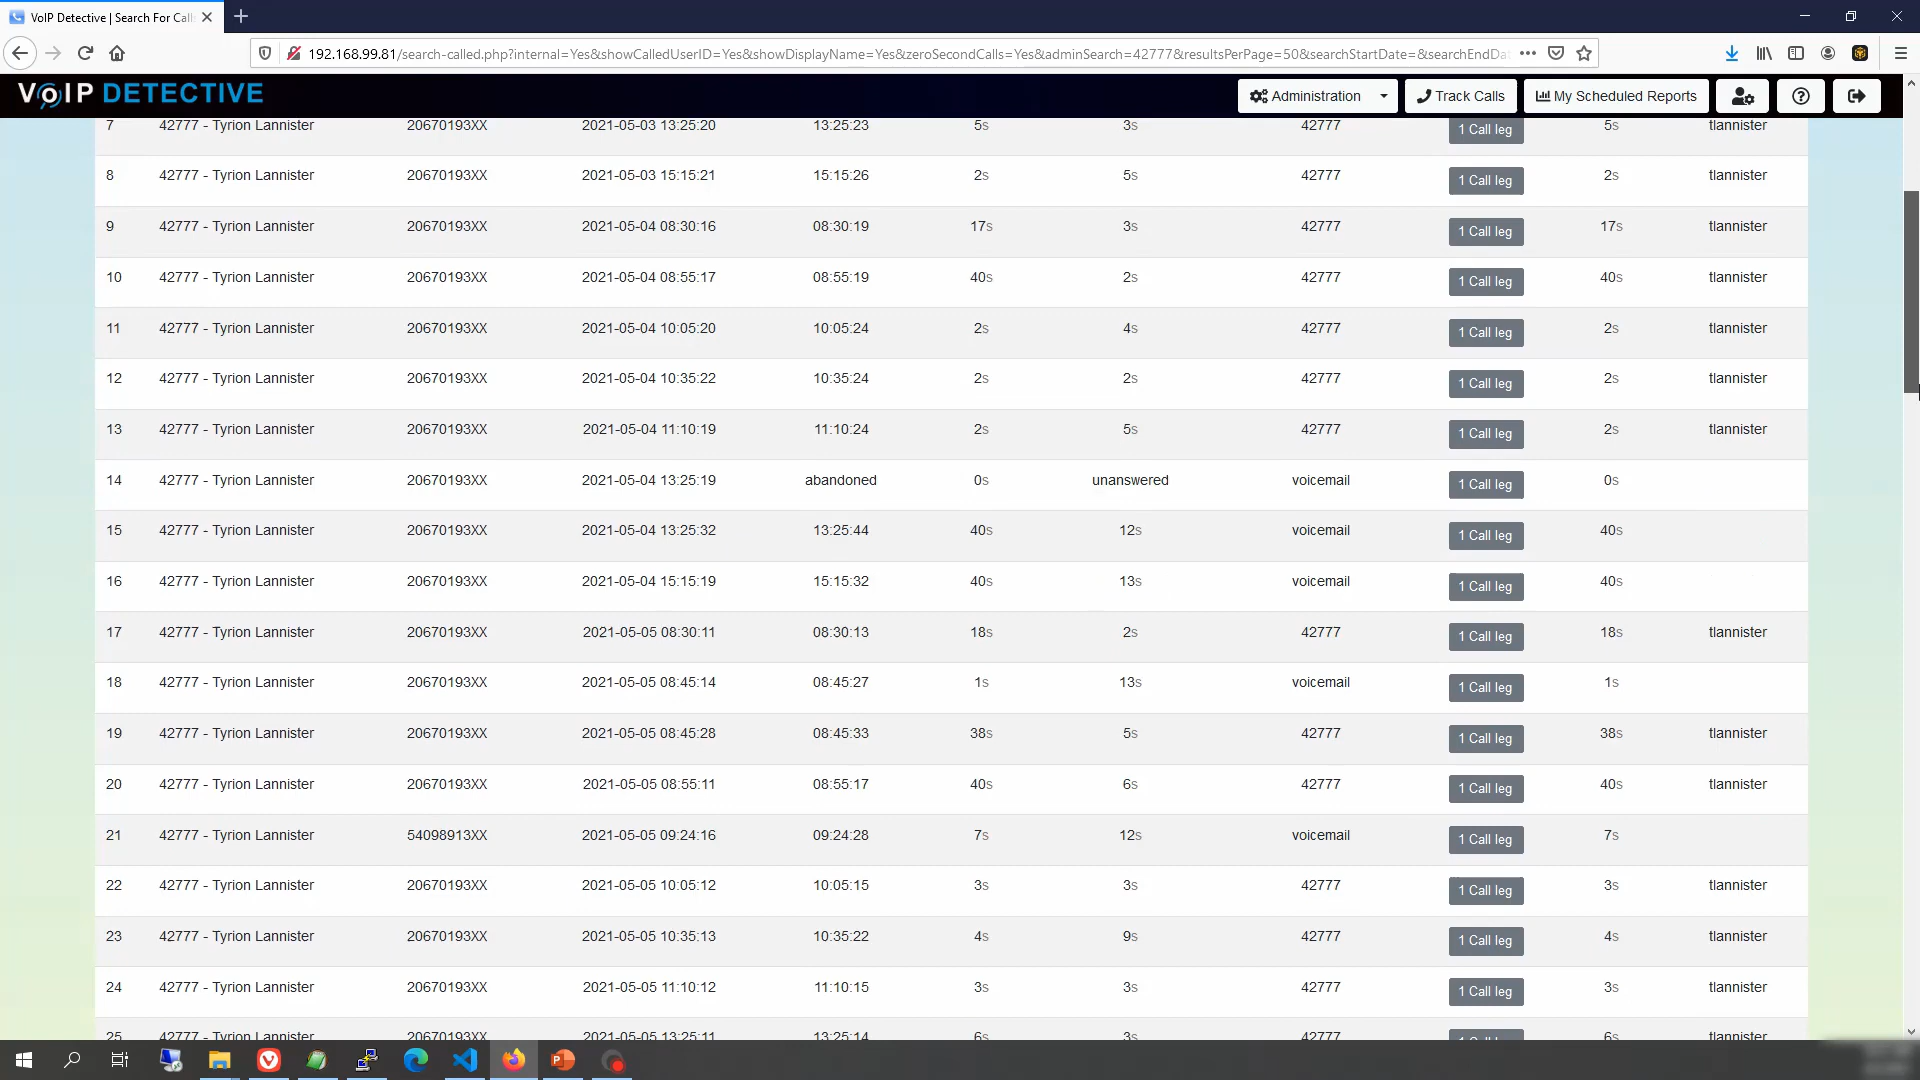 VoIP Detective | Search For Cal
192.168.99.81/search-called.php?internal=Yes&showCalledUserID=Yes&showDisplayName=Yes&zeroSecondCalls=Yes&adminSearch=42777&resultsPerPage=50&searchStartDate=&searchEndDa
VoIP DETECTIVE Administration Track Calls My Scheduled Reports
7 42777 - Tyrion Lannister 20670193XX 2021-05-03 13:25:20 13:25:23 5s 3s 42777 1 Call leg 5s tlannister
8 42777 - Tyrion Lannister 20670193XX 2021-05-03 15:15:21 15:15:26 2s 5s 42777 1 Call leg 2s tlannister
9 42777 - Tyrion Lannister 20670193XX 2021-05-04 08:30:16 08:30:19 17s 3s 42777 1 Call leg 17s tlannister
10 42777 - Tyrion Lannister 20670193XX 2021-05-04 08:55:17 08:55:19 40s 2s 42777 1 Call leg 40s tlannister
11 42777 - Tyrion Lannister 20670193XX 2021-05-04 10:05:20 10:05:24 2s 4s 42777 1 Call leg 2s tlannister
12 42777 - Tyrion Lannister 20670193XX 2021-05-04 10:35:22 10:35:24 2s 2s 42777 1 Call leg 2s tlannister
13 42777 - Tyrion Lannister 20670193XX 2021-05-04 11:10:19 11:10:24 2s 5s 42777 1 Call leg 2s tlannister
14 42777 - Tyrion Lannister 20670193XX 2021-05-04 13:25:19 abandoned 0s unanswered voicemail 1 Call leg 0s
15 42777 - Tyrion Lannister 20670193XX 2021-05-04 13:25:32 13:25:44 40s 12s voicemail 1 Call leg 40s
16 42777 - Tyrion Lannister 20670193XX 2021-05-04 15:15:19 15:15:32 40s 13s voicemail 1 Call leg 40s
17 42777 - Tyrion Lannister 20670193XX 2021-05-05 08:30:11 08:30:13 18s 2s 42777 1 Call leg 18s tlannister
18 42777 - Tyrion Lannister 20670193XX 2021-05-05 08:45:14 08:45:27 1s 13s voicemail 1 Call leg 1s
19 42777 - Tyrion Lannister 20670193XX 2021-05-05 08:45:28 08:45:33 38s 5s 42777 1 Call leg 38s tlannister
20 42777 - Tyrion Lannister 20670193XX 2021-05-05 08:55:11 08:55:17 40s 6s 42777 1 Call leg 40s tlannister
21 42777 - Tyrion Lannister 54098913XX 2021-05-05 09:24:16 09:24:28 7s 12s voicemail 1 Call leg 7s
22 42777 - Tyrion Lannister 20670193XX 2021-05-05 10:05:12 10:05:15 3s 3s 42777 1 Call leg 3s tlannister
23 42777 - Tyrion Lannister 20670193XX 2021-05-05 10:35:13 10:35:22 4s 9s 42777 1 Call leg 4s tlannister
24 42777 - Tyrion Lannister 20670193XX 2021-05-05 11:10:12 11:10:15 3s 3s 42777 1 Call leg 3s tlannister
25 42777 - Tyrion Lannister 20670193XX 2021-05-05 13:25:11 13:25:14 6s 3s 42777 1 Call leg 6s tlannister